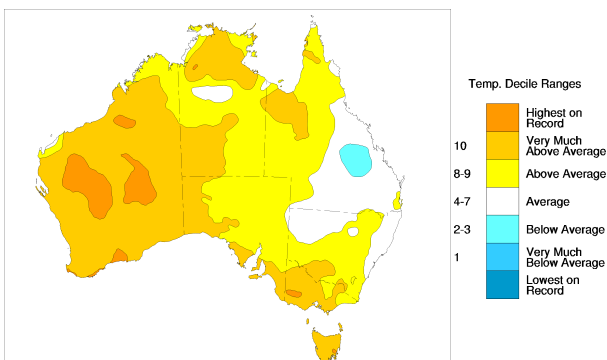 Temp. Decile Ranges
Highest on
Record
10
Very Much
Above Average
8-9
Above Average
4-7
Average
2-3
Below Average
1
Very Much
Below Average
Lowest on
Record